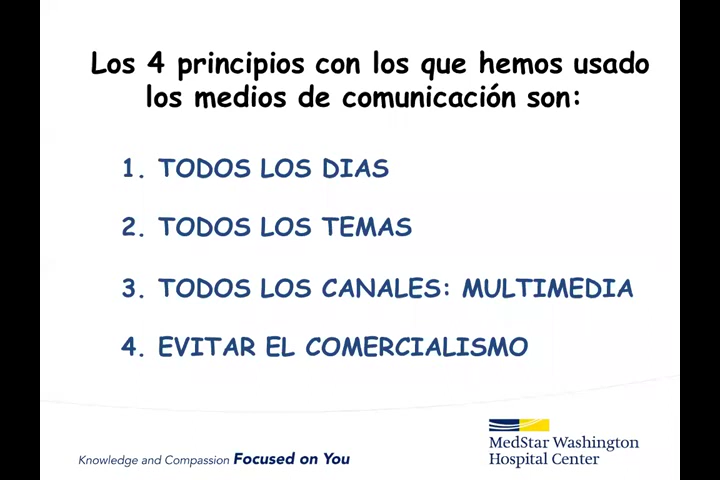 Los 4 principios con los que hemos usado
los medios de comunicación son:
1. TODOS LOS DIAS
2. TODOS LOS TEMAS
3. TODOS LOS CANALES: MULTIMEDIA
4. EVITAR EL COMERCIALISMO
Knowledge and Compassion Focused on You
MedStar Washington
Hospital Center